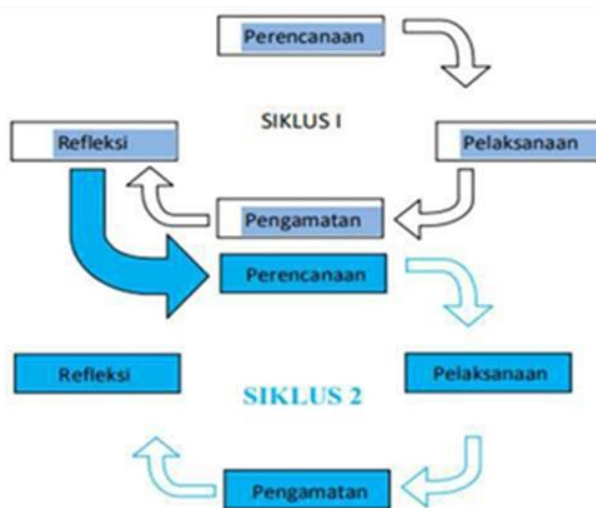 Perencanaan
SIKLUS I
Refleksi
Pelaksanaan
Pengamatan
Perencanaan
Refleksi
Pelaksanaan
SIKLUS 2
Pengamatan